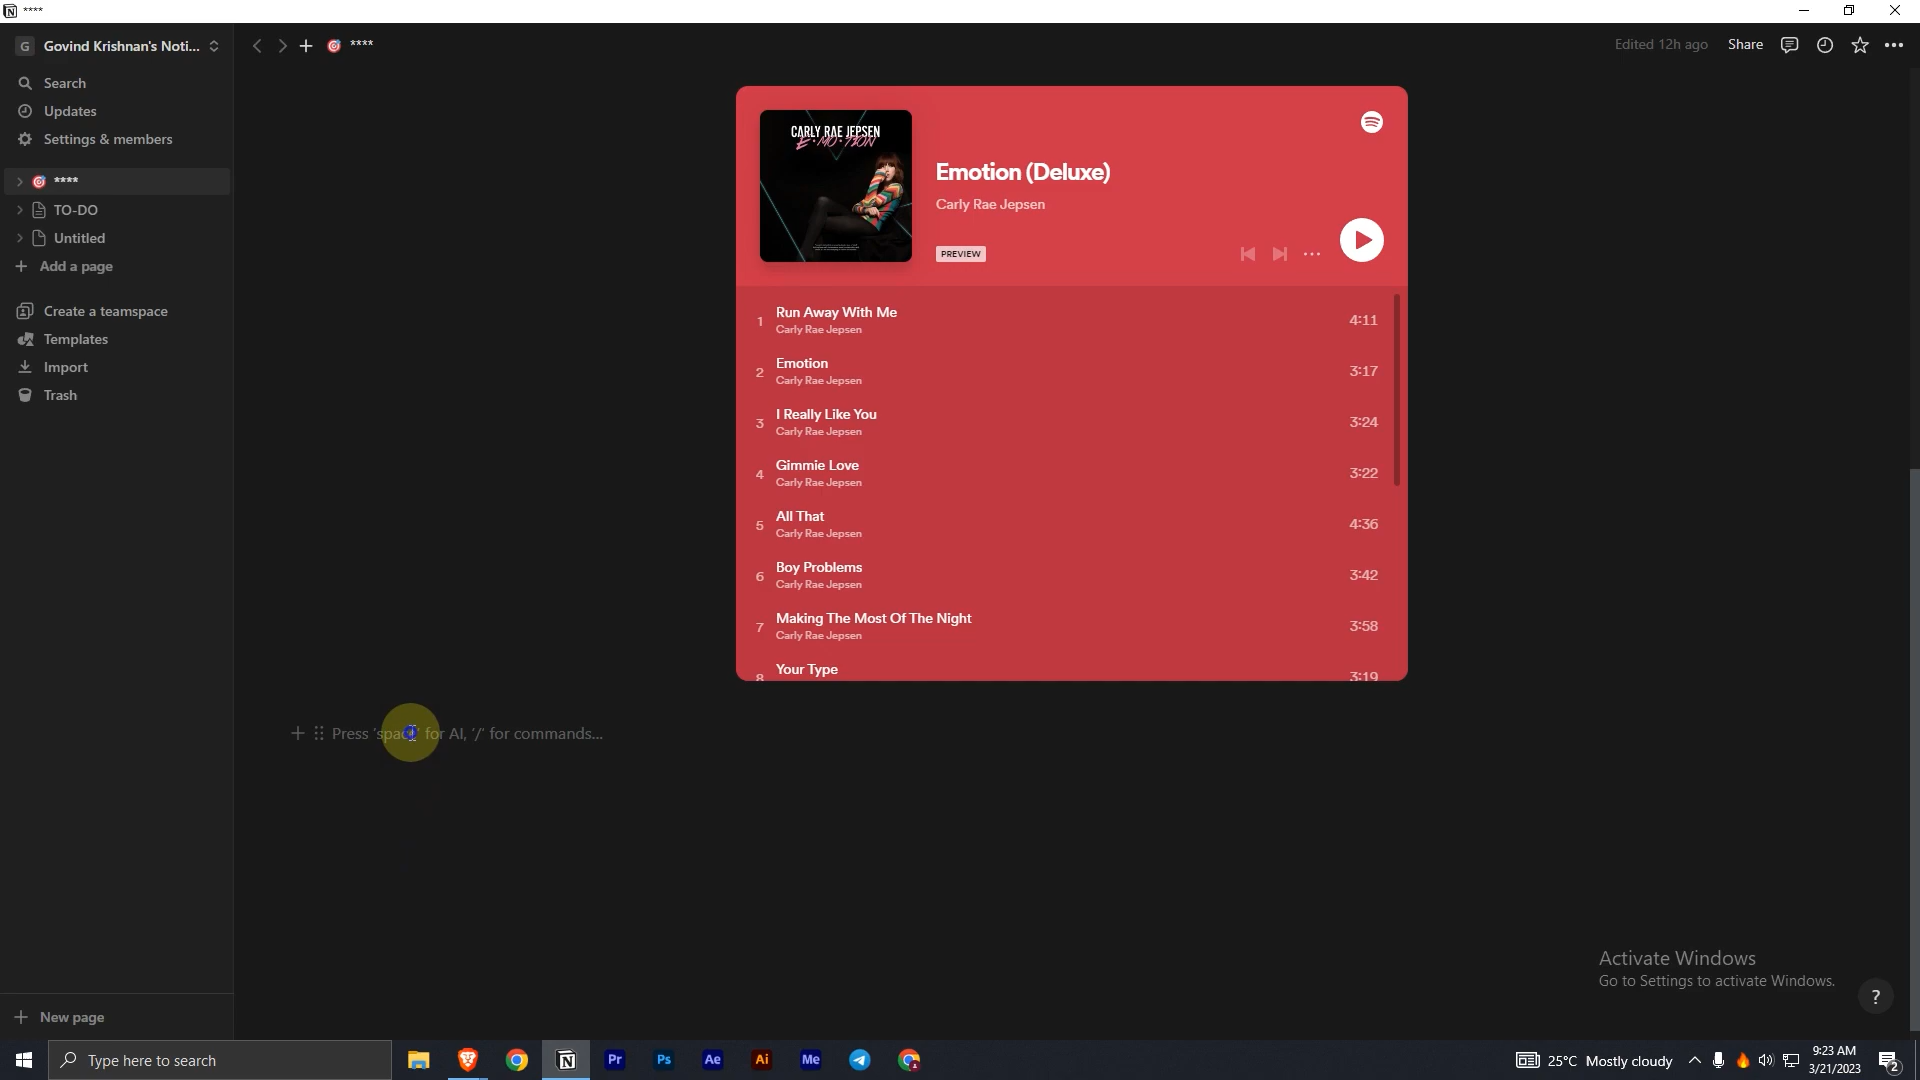 ****
Govind Krishnan's Noti...
Search
Updates
Settings & members
****
TO-DO
Untitled
Add a page
Create a teamspace
Templates
Import
Trash
New page
****
Edited 12h ago
Share
CARLY RAE JEPSEN
E•MO•TION
Emotion (Deluxe)
Carly Rae Jepsen
PREVIEW
1 Run Away With Me 4:11
Carly Rae Jepsen
2 Emotion 3:17
Carly Rae Jepsen
3 I Really Like You 3:24
Carly Rae Jepsen
4 Gimmie Love 3:22
Carly Rae Jepsen
5 All That 4:36
Carly Rae Jepsen
6 Boy Problems 3:42
Carly Rae Jepsen
7 Making The Most Of The Night 3:58
Carly Rae Jepsen
8 Your Type 3:19
Press 'space' for AI, '/' for commands...
Activate Windows
Go to Settings to activate Windows.
?
Type here to search
Pr
Ps
Ae
Ai
Me
25°C Mostly cloudy
9:23 AM
3/21/2023
2